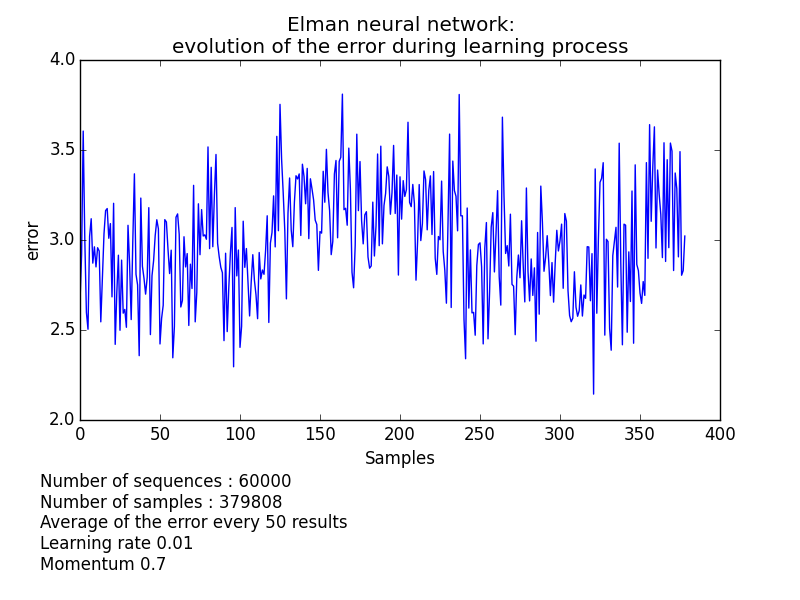 Elman neural network:
evolution of the error during learning process
4.0
3.5
3.0
2.5
2.0
error
0 50 100 150 200 250 300 350 400
Samples
Number of sequences : 60000
Number of samples : 379808
Average of the error every 50 results
Learning rate 0.01
Momentum 0.7